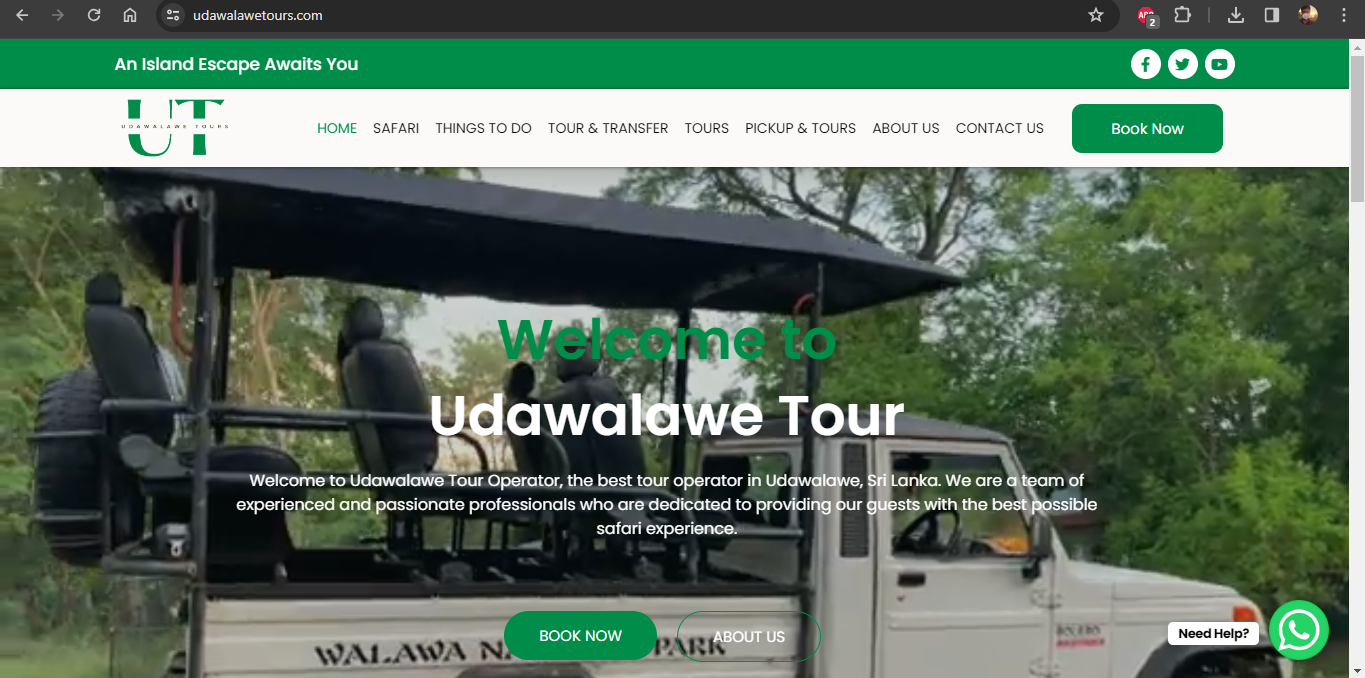 udawalawetours.com
2
An Island Escape Awaits You
UT
UDAWALAWE TOURS
HOME SAFARI THINGS TO DO TOUR & TRANSFER TOURS PICKUP & TOURS ABOUT US CONTACT US Book Now
Welcome to
Udawalawe Tour
Welcome to Udawalawe Tour Operator, the best tour operator in Udawalawe, Sri Lanka. We are a team of
experienced and passionate professionals who are dedicated to providing our guests with the best possible
safari experience.
BOOK NOW ABOUT US
WALAWA PARK
Need Help?